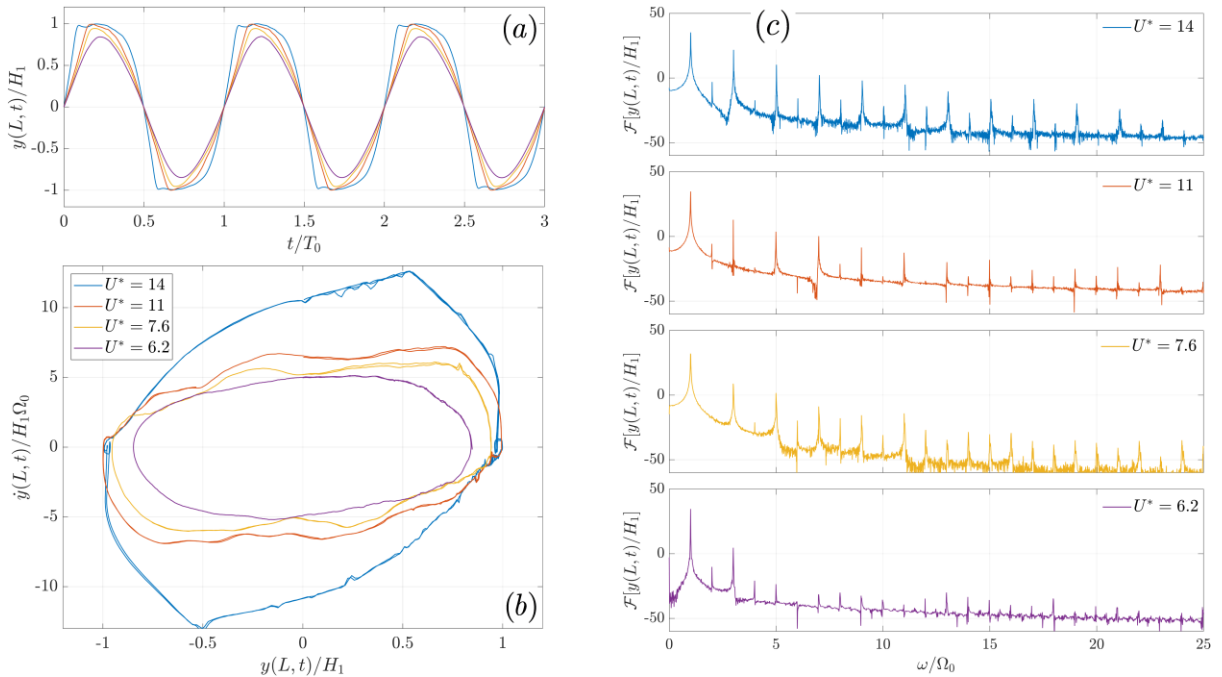 (a)
1
0.5
0
-0.5
-1
y(L, t)/H₁
0 0.5 1 1.5 2 2.5 3
t/T₀
U* = 14
U* = 11
U* = 7.6
U* = 6.2
10
5
0
-5
-10
ẏ(L, t)/H₁Ω₀
(b)
-1 -0.5 0 0.5 1
y(L, t)/H₁
(c)
50
0
-50
ℱ[y(L, t)/H₁]
U* = 14
50
0
-50
ℱ[y(L, t)/H₁]
U* = 11
50
0
-50
ℱ[y(L, t)/H₁]
U* = 7.6
50
0
-50
ℱ[y(L, t)/H₁]
U* = 6.2
0 5 10 15 20 25
ω/Ω₀